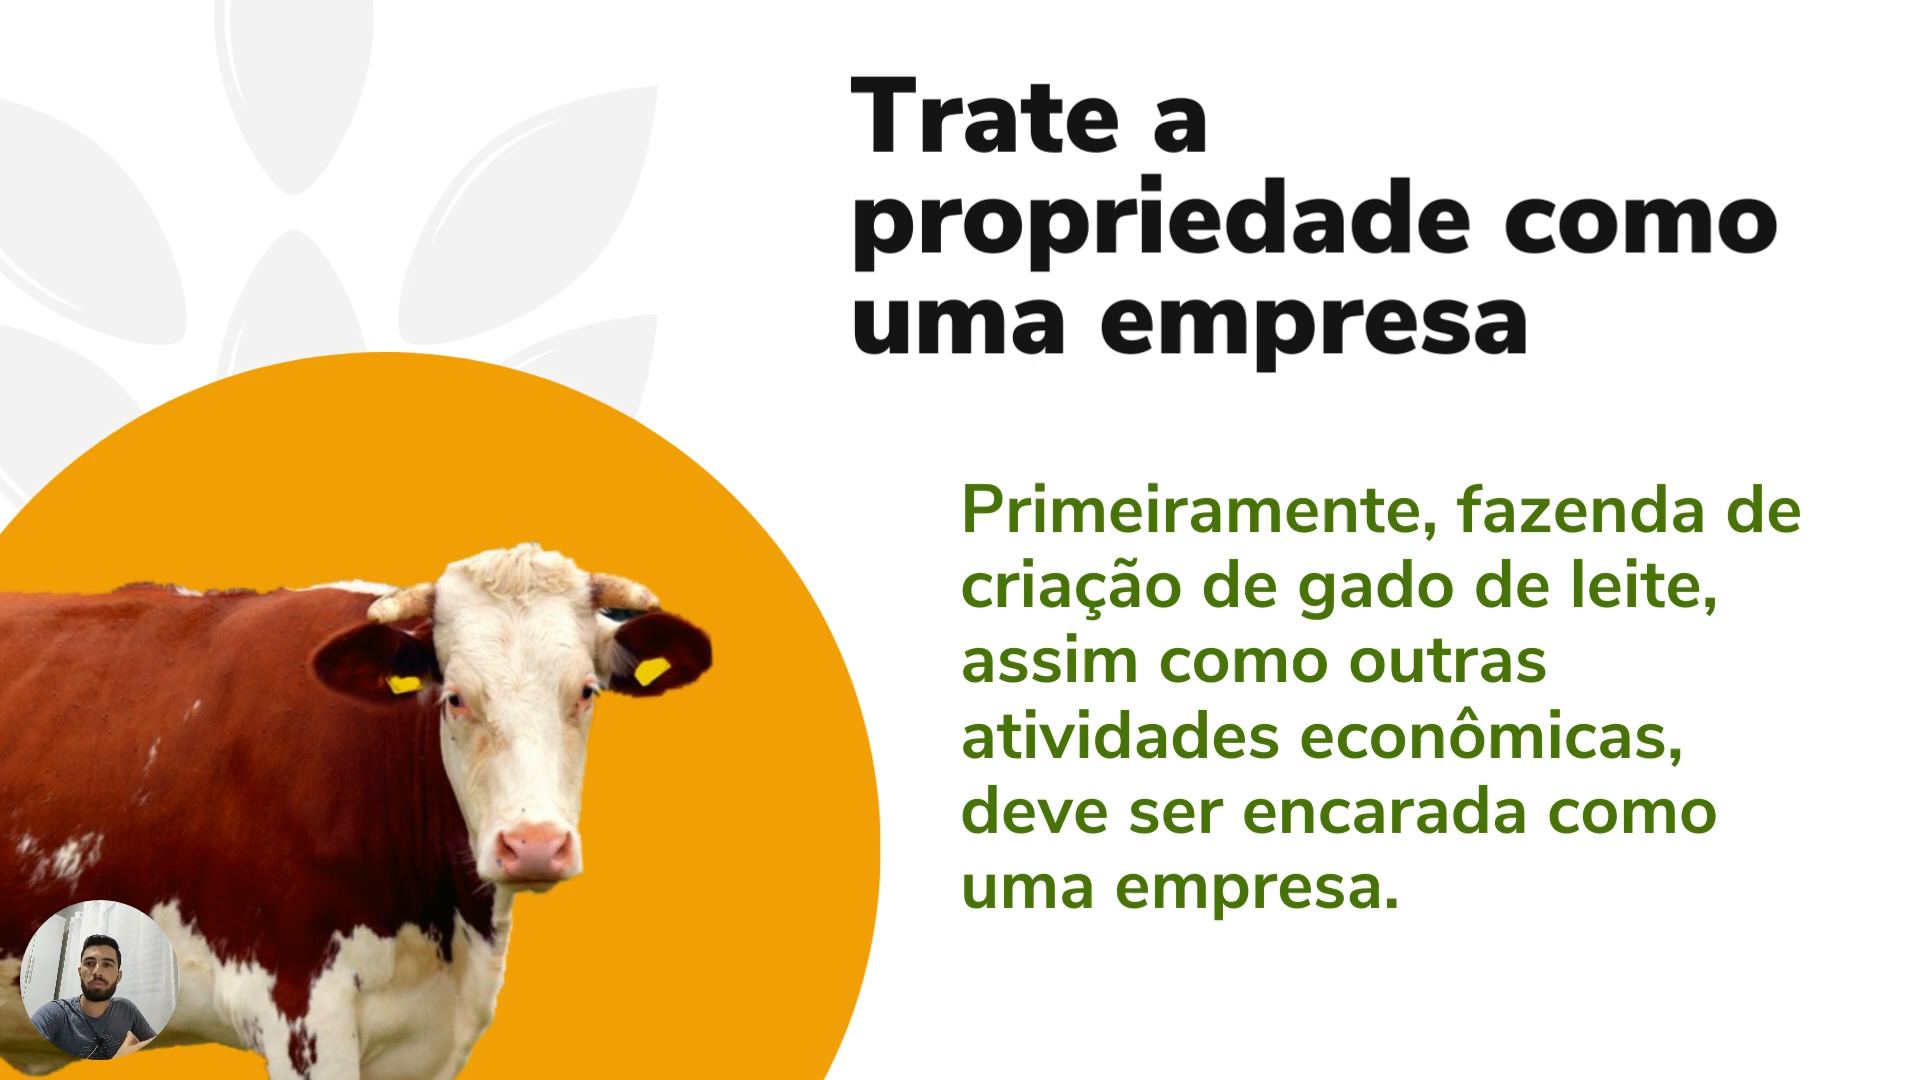 Trate a
propriedade como
uma empresa
Primeiramente, fazenda de
criação de gado de leite,
assim como outras
atividades econômicas,
deve ser encarada como
uma empresa.